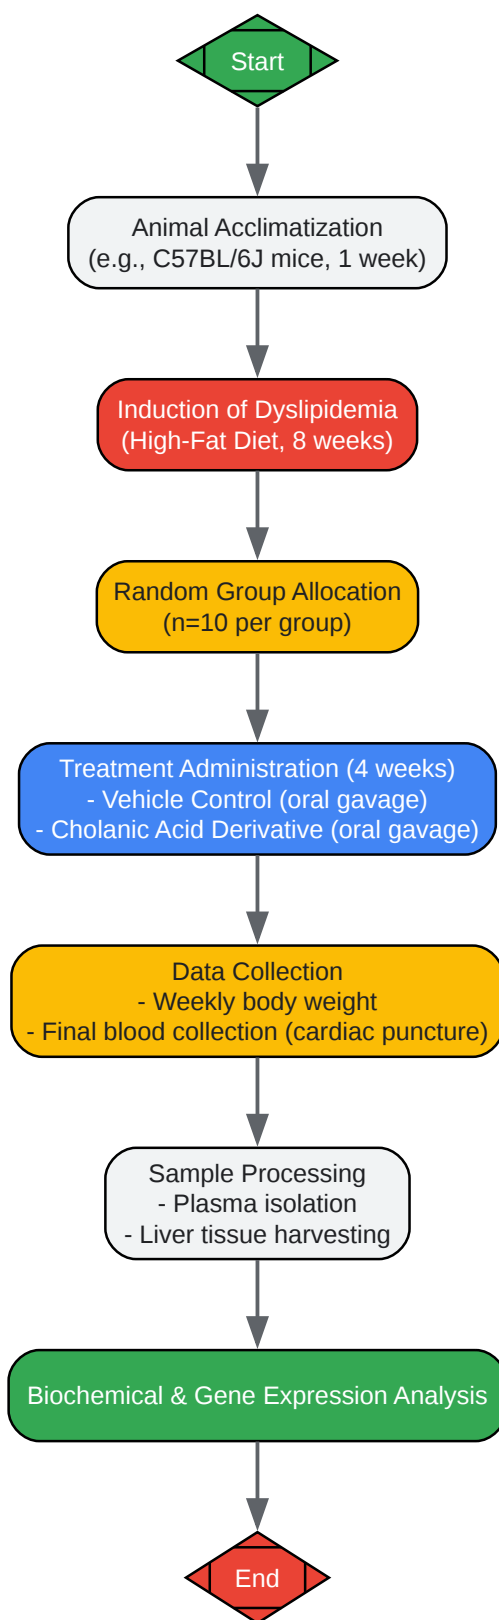 Start
Animal Acclimatization
(e.g., C57BL/6J mice, 1 week)
Induction of Dyslipidemia
(High-Fat Diet, 8 weeks)
Random Group Allocation
(n=10 per group)
Treatment Administration (4 weeks)
- Vehicle Control (oral gavage)
- Cholanic Acid Derivative (oral gavage)
Data Collection
- Weekly body weight
- Final blood collection (cardiac puncture)
Sample Processing
- Plasma isolation
- Liver tissue harvesting
Biochemical & Gene Expression Analysis
End